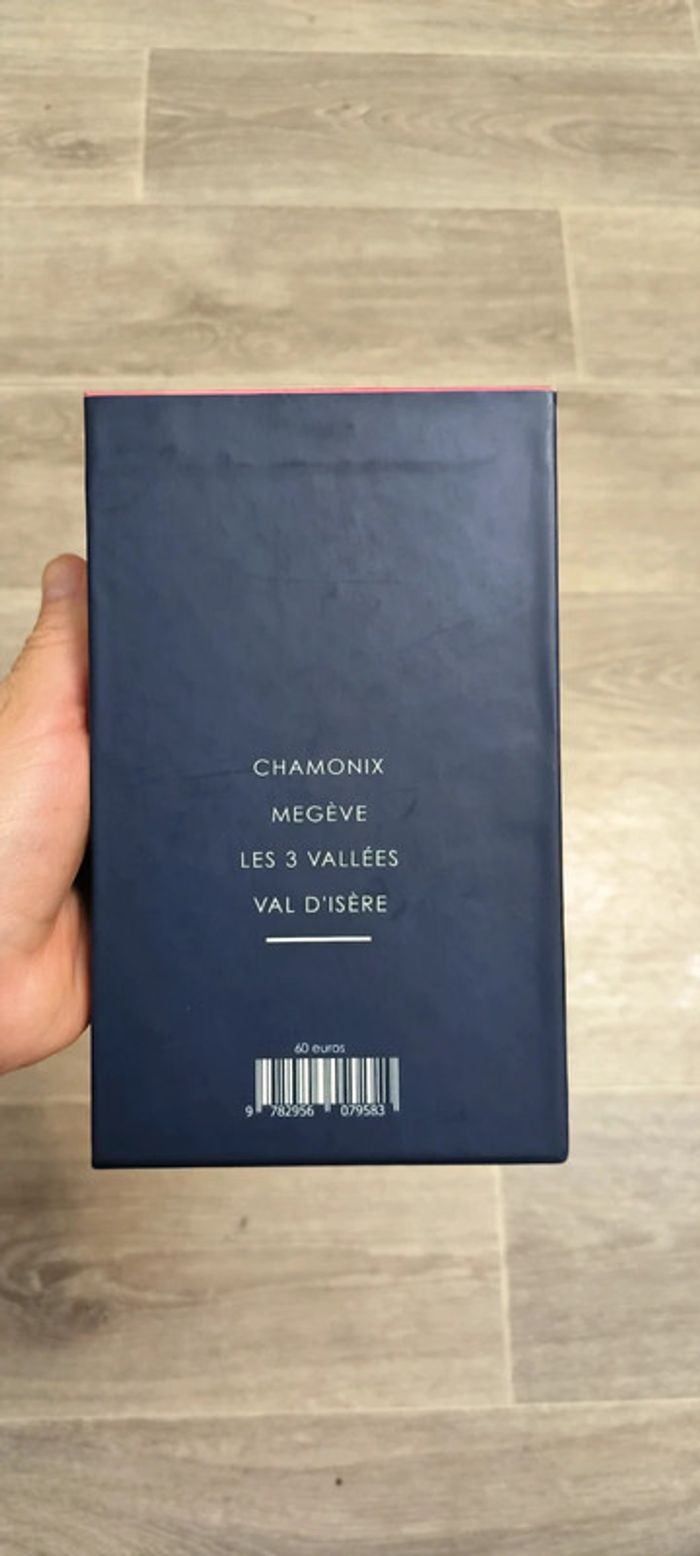 CHAMONIX
MEGÈVE
LES 3 VALLÉES
VAL D'ISÈRE
60 euros
9 782956 079583